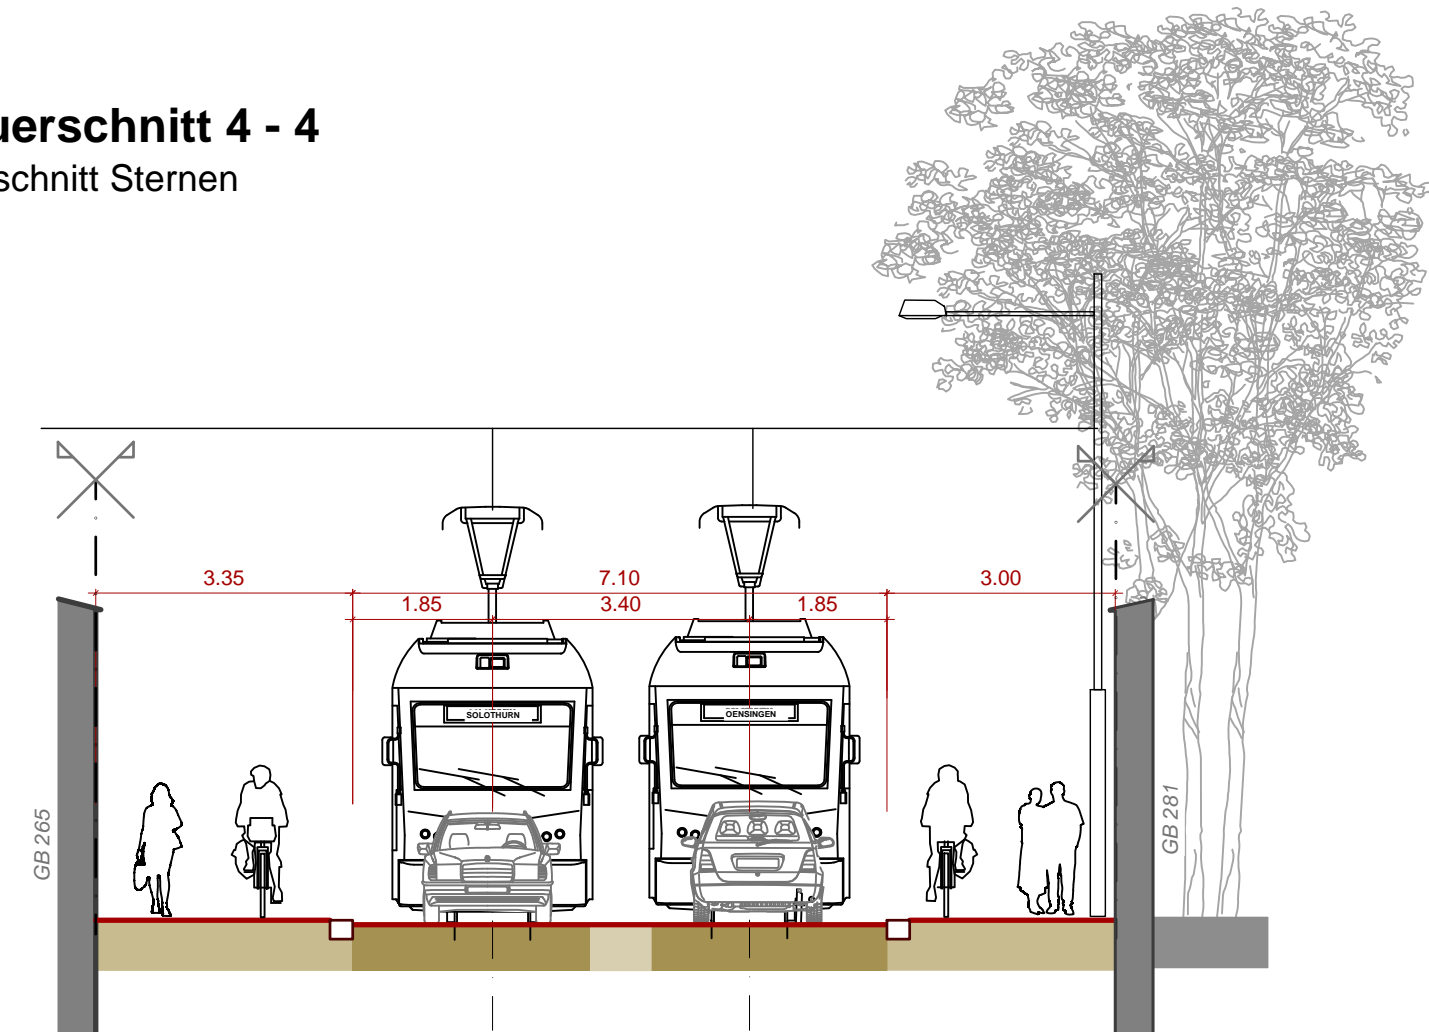 uerschnitt 4 - 4
schnitt Sternen
3.35
7.10
3.00
1.85
3.40
1.85
SOLOTHURN
OENSINGEN
GB 265
GB 281